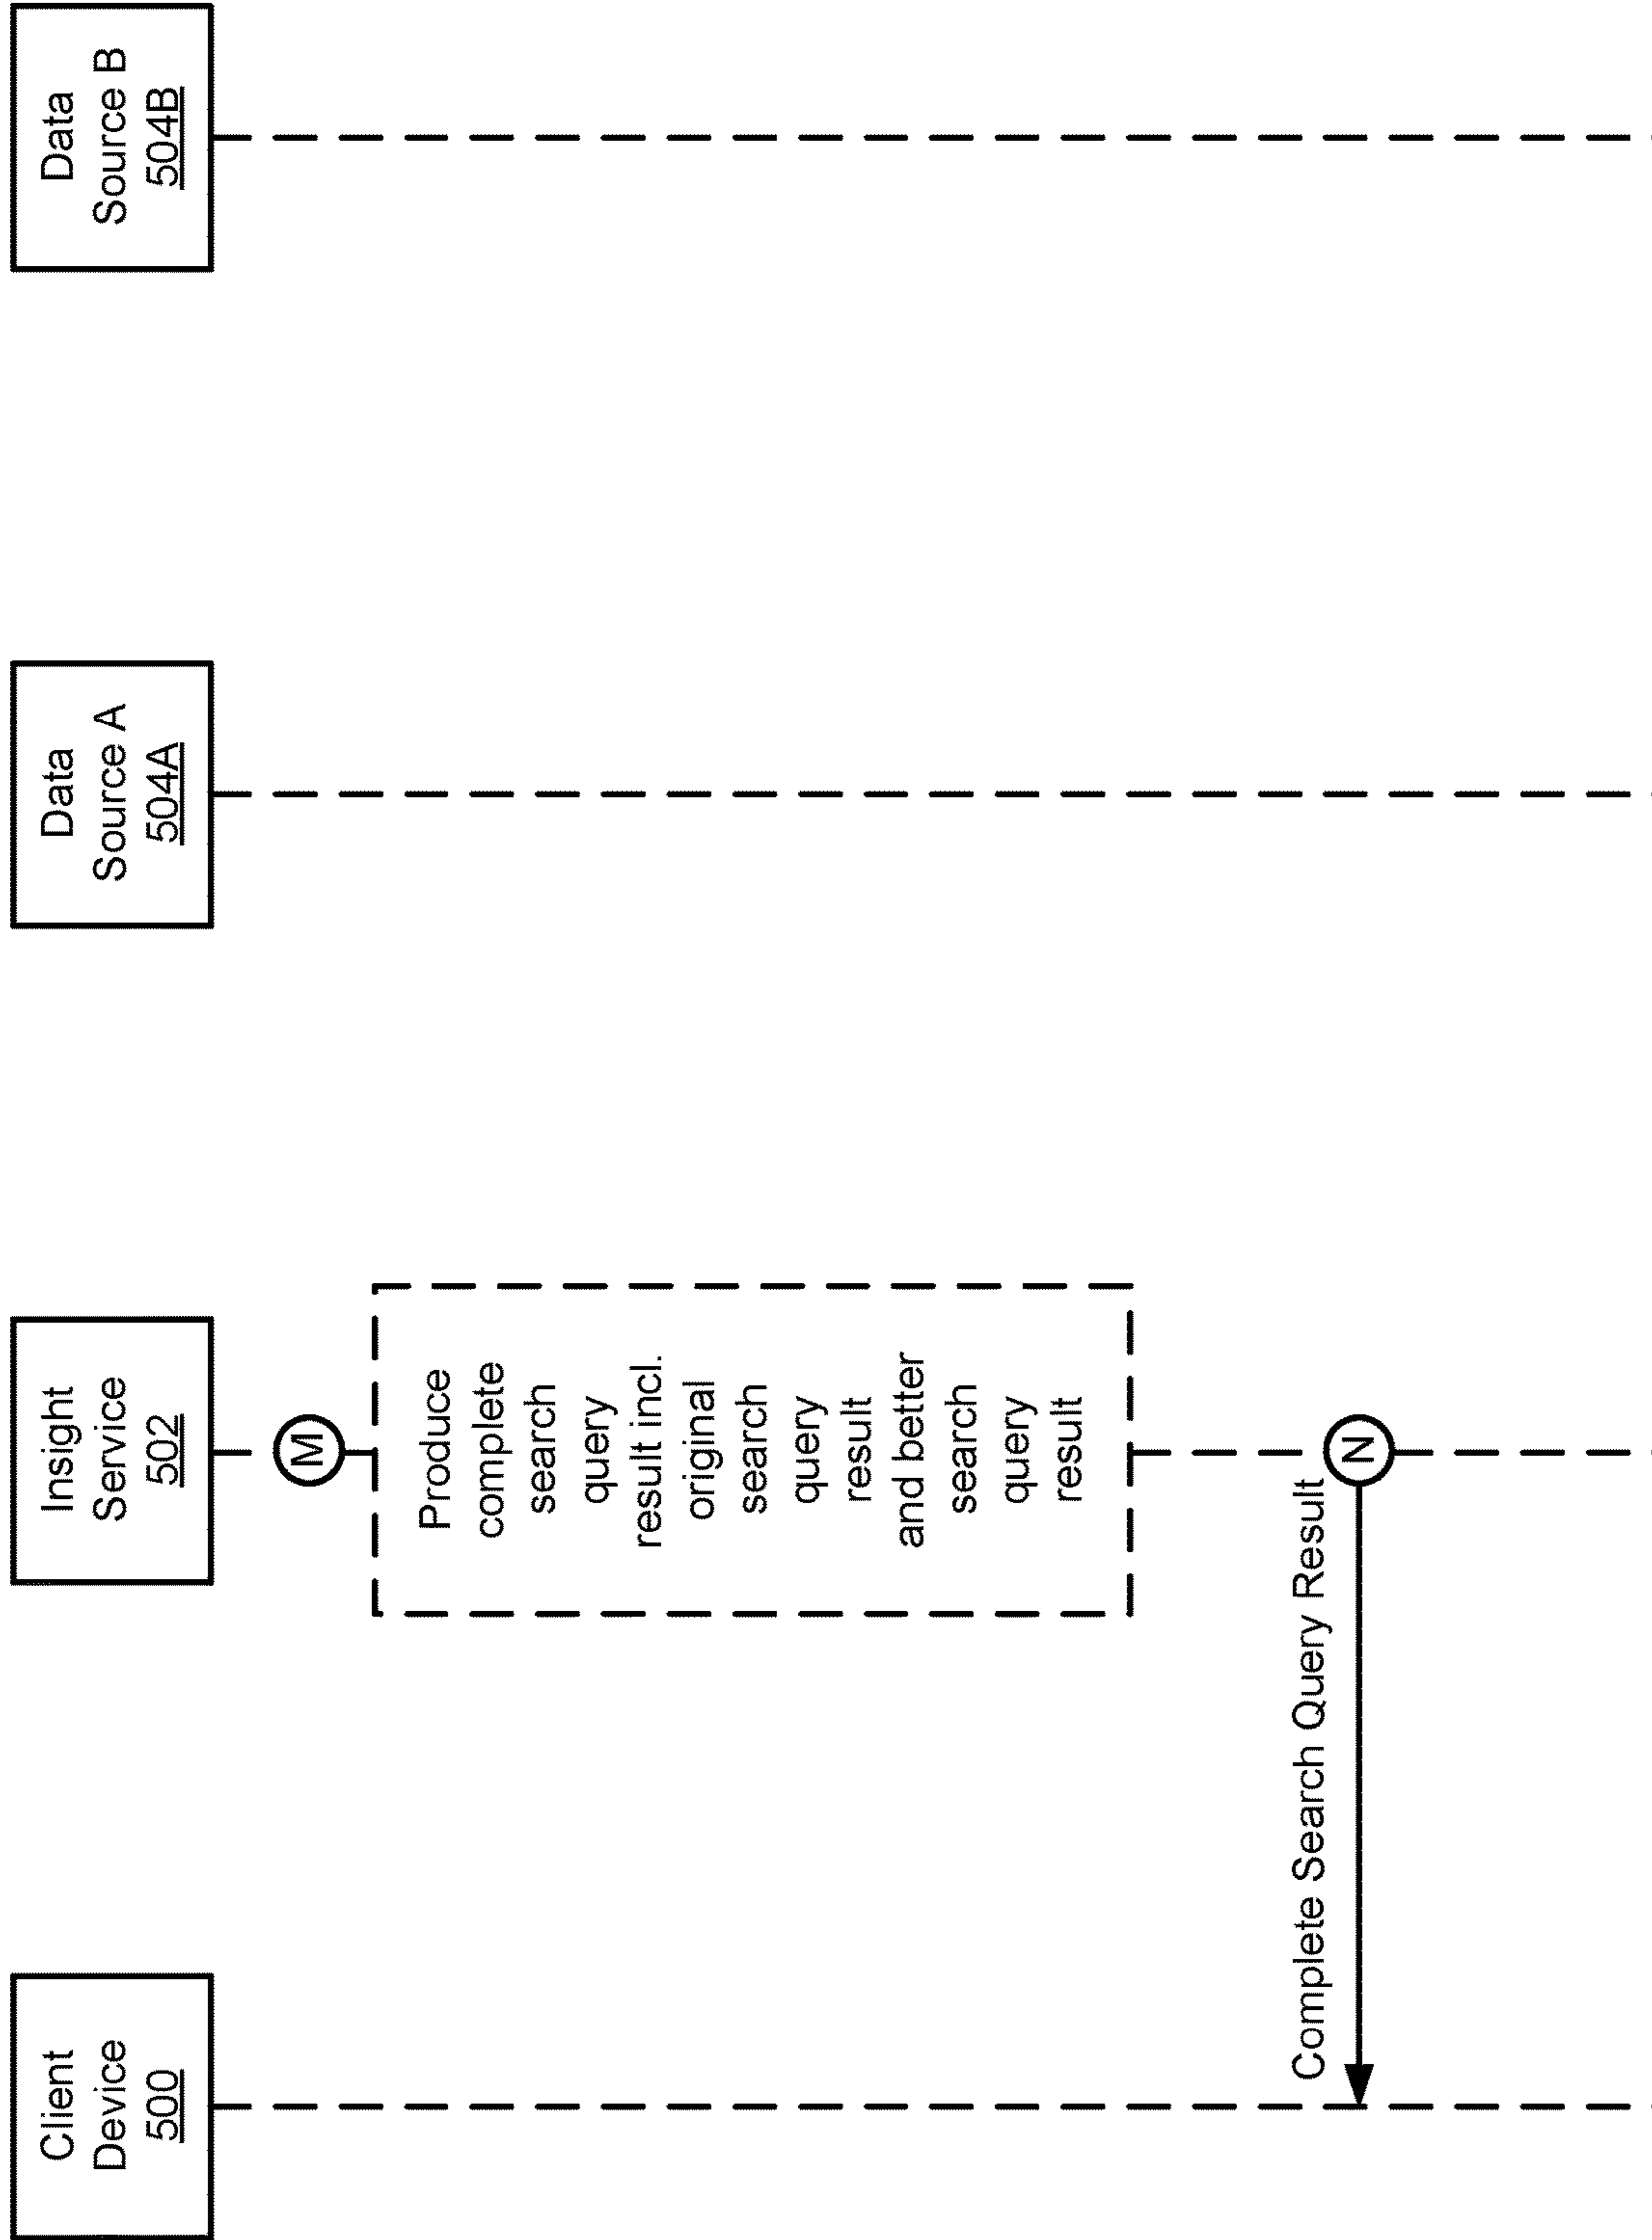 Client
Device
500
Insight
Service
502
Data
Source A
504A
Data
Source B
504B
M
Produce
complete
search
query
result incl.
original
search
query
result
and better
search
query
result
Complete Search Query Result
N